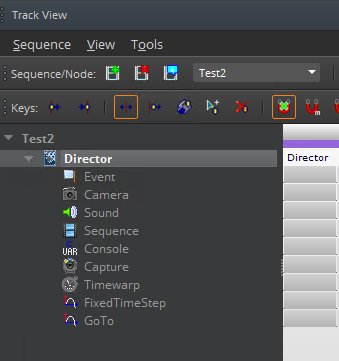 Track View
Sequence View Tools
Sequence/Node: Test2
Keys:
Test2
Director Director
Event
Camera
Sound
Sequence
VAR Console
Capture
Timewarp
FixedTimeStep
GoTo